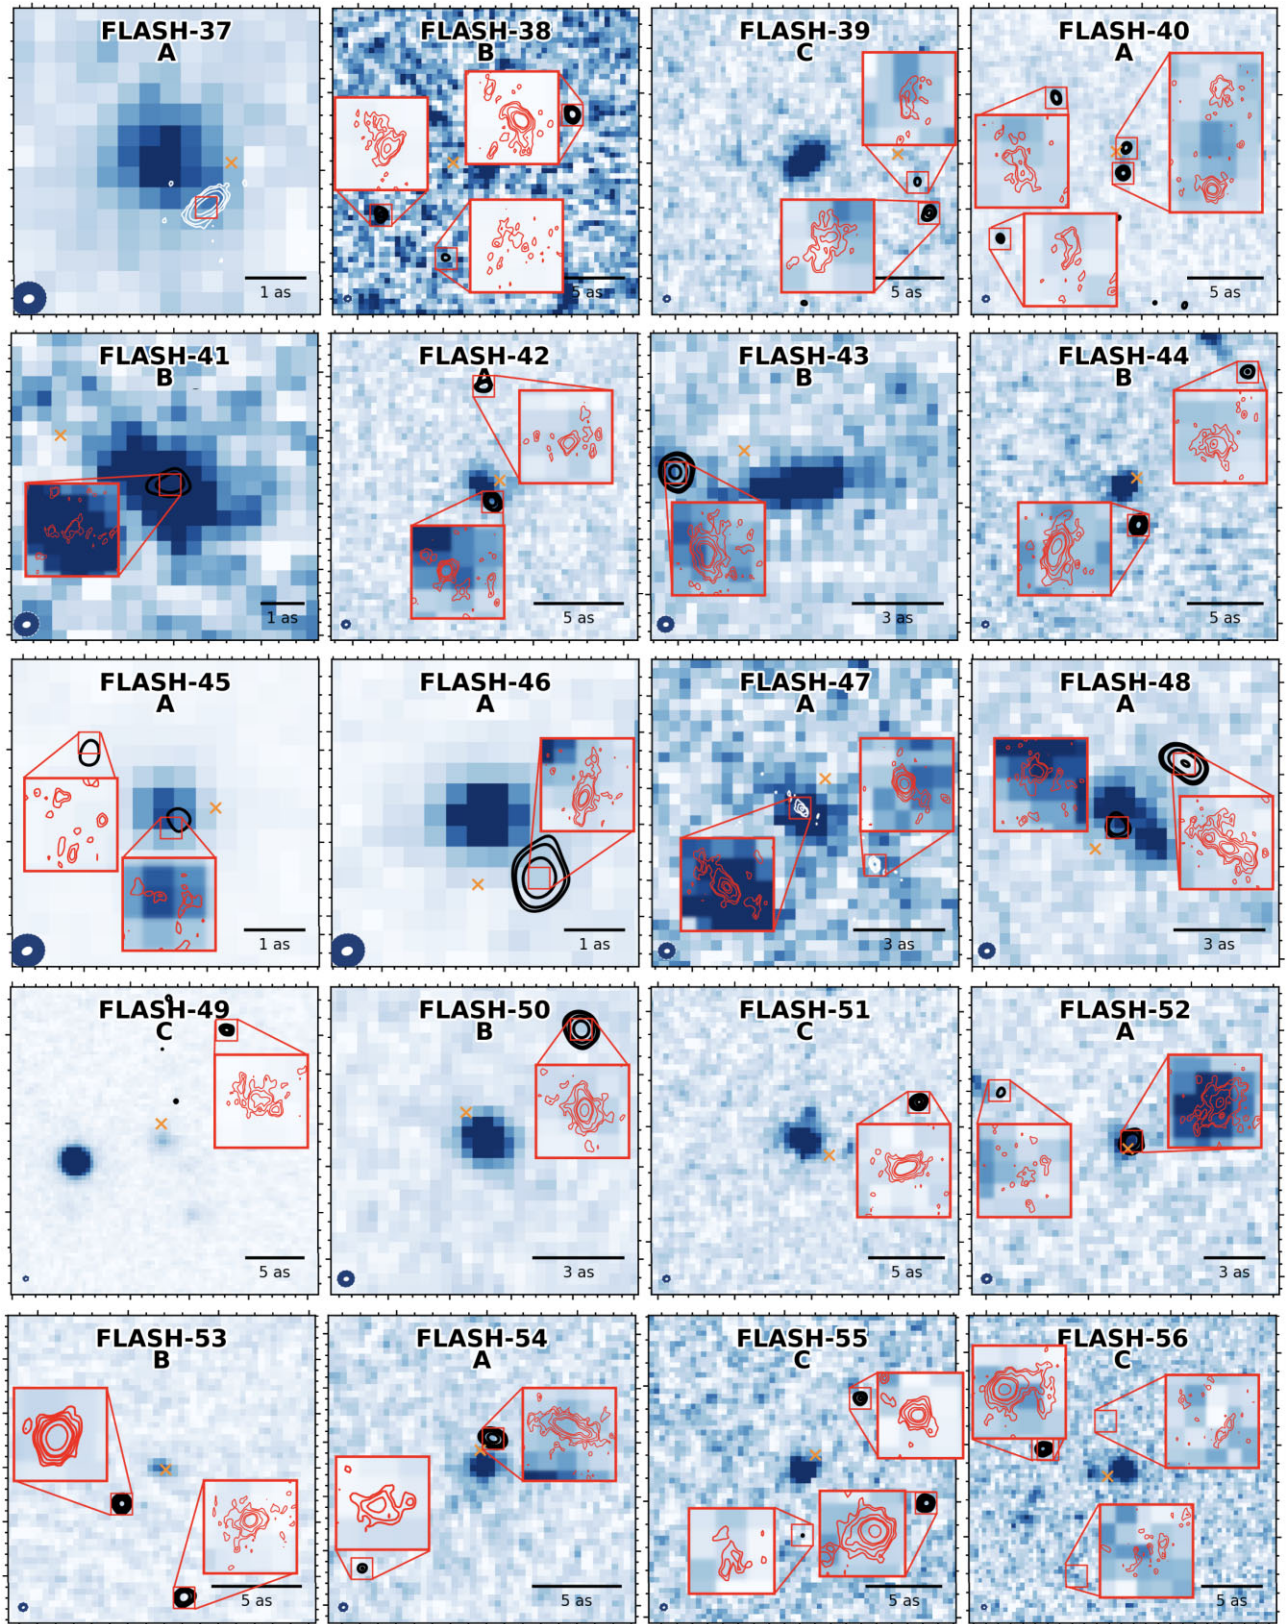 FLASH-37
A
1 as
FLASH-38
B
5 as
FLASH-39
C
5 as
FLASH-40
A
5 as
FLASH-41
B
1 as
FLASH-42
A
5 as
FLASH-43
B
3 as
FLASH-44
B
5 as
FLASH-45
A
1 as
FLASH-46
A
1 as
FLASH-47
A
3 as
FLASH-48
A
3 as
FLASH-49
C
5 as
FLASH-50
B
3 as
FLASH-51
C
5 as
FLASH-52
A
3 as
FLASH-53
B
5 as
FLASH-54
A
5 as
FLASH-55
C
5 as
FLASH-56
C
5 as